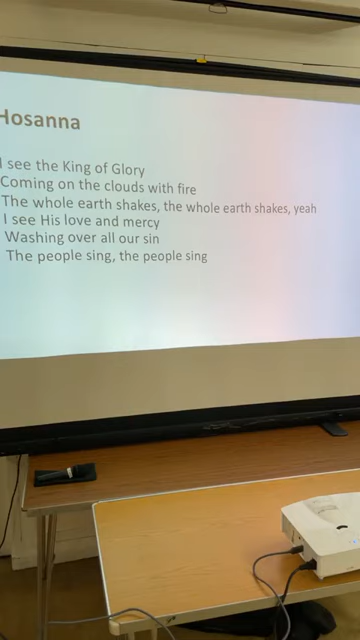 Hosanna
I see the King of Glory
Coming on the clouds with fire
The whole earth shakes, the whole earth shakes, yeah
I see His love and mercy
Washing over all our sin
The people sing, the people sing